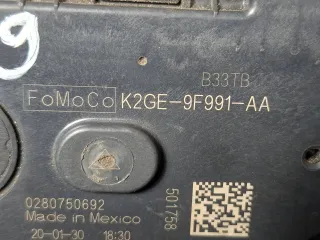 9
B33TB
FoMoCo K2GE-9F991-AA
0280750692
Made in Mexico
20-01-30 18:30
501758